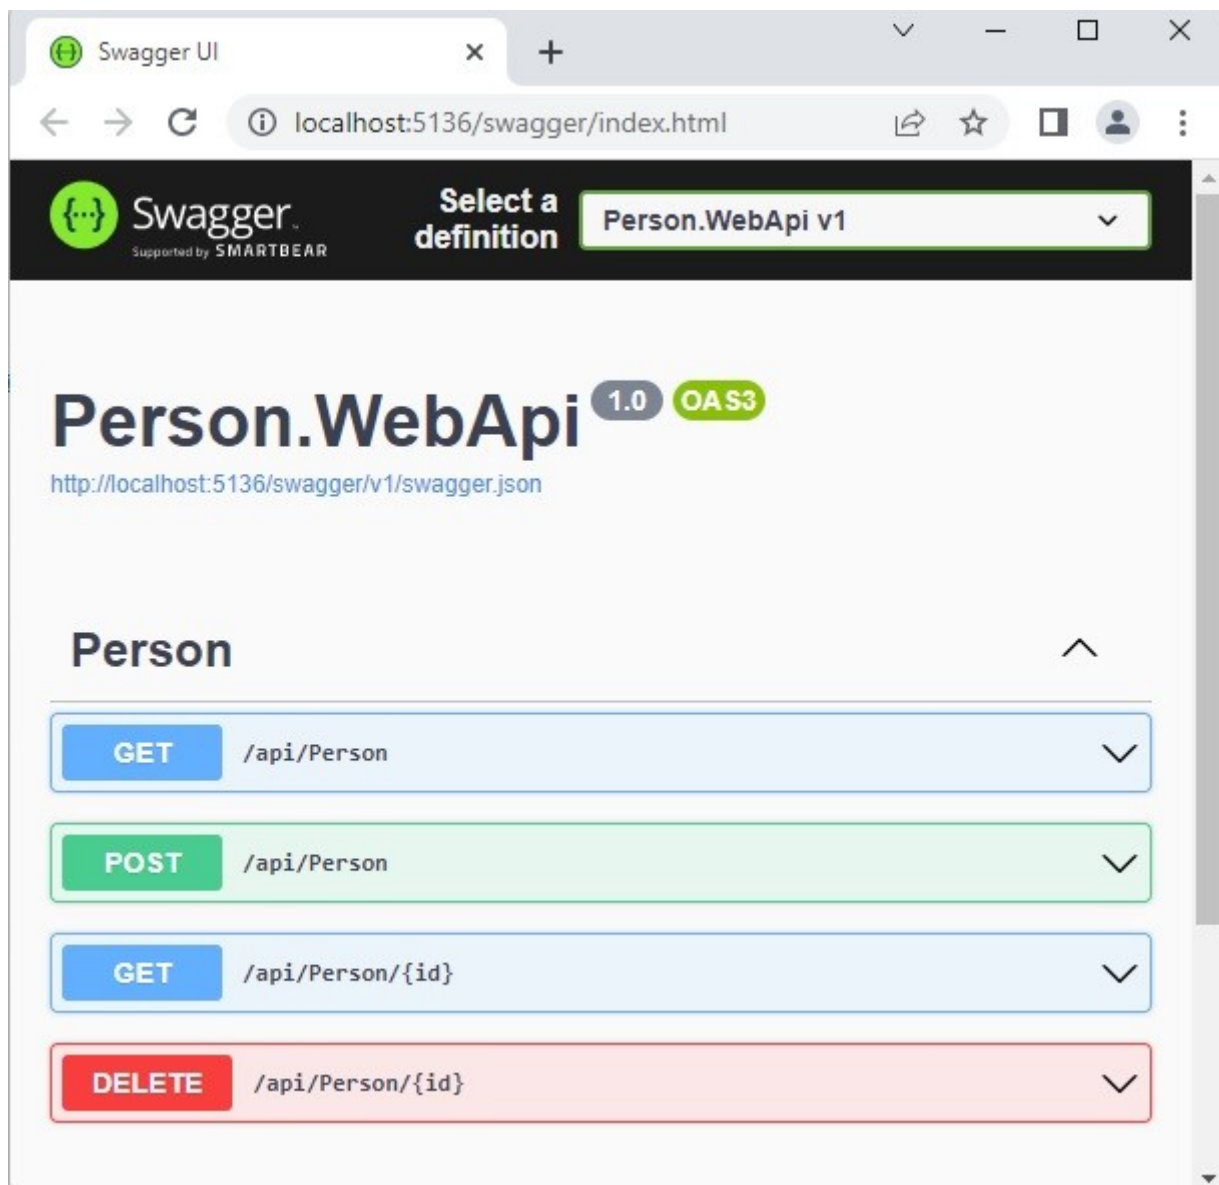 Swagger UI
localhost:5136/swagger/index.html
{···} Swagger™
Supported by SMARTBEAR
Select a
definition
Person.WebApi v1
Person.WebApi 1.0 OAS3
http://localhost:5136/swagger/v1/swagger.json
Person
GET /api/Person
POST /api/Person
GET /api/Person/{id}
DELETE /api/Person/{id}